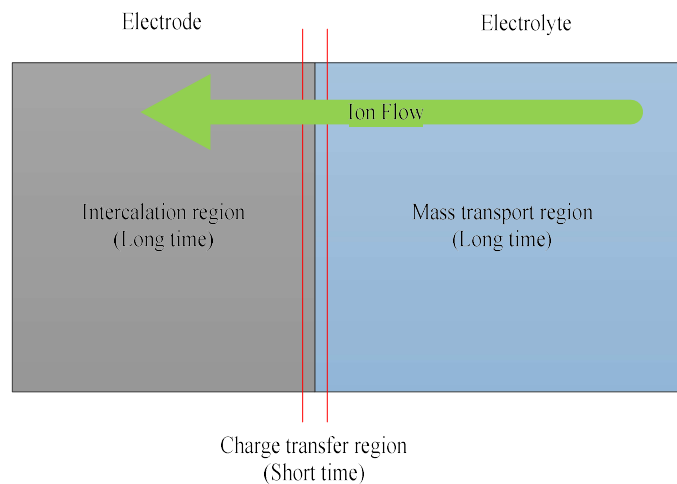 Electrode
Electrolyte
Ion Flow
Intercalation region
(Long time)
Mass transport region
(Long time)
Charge transfer region
(Short time)